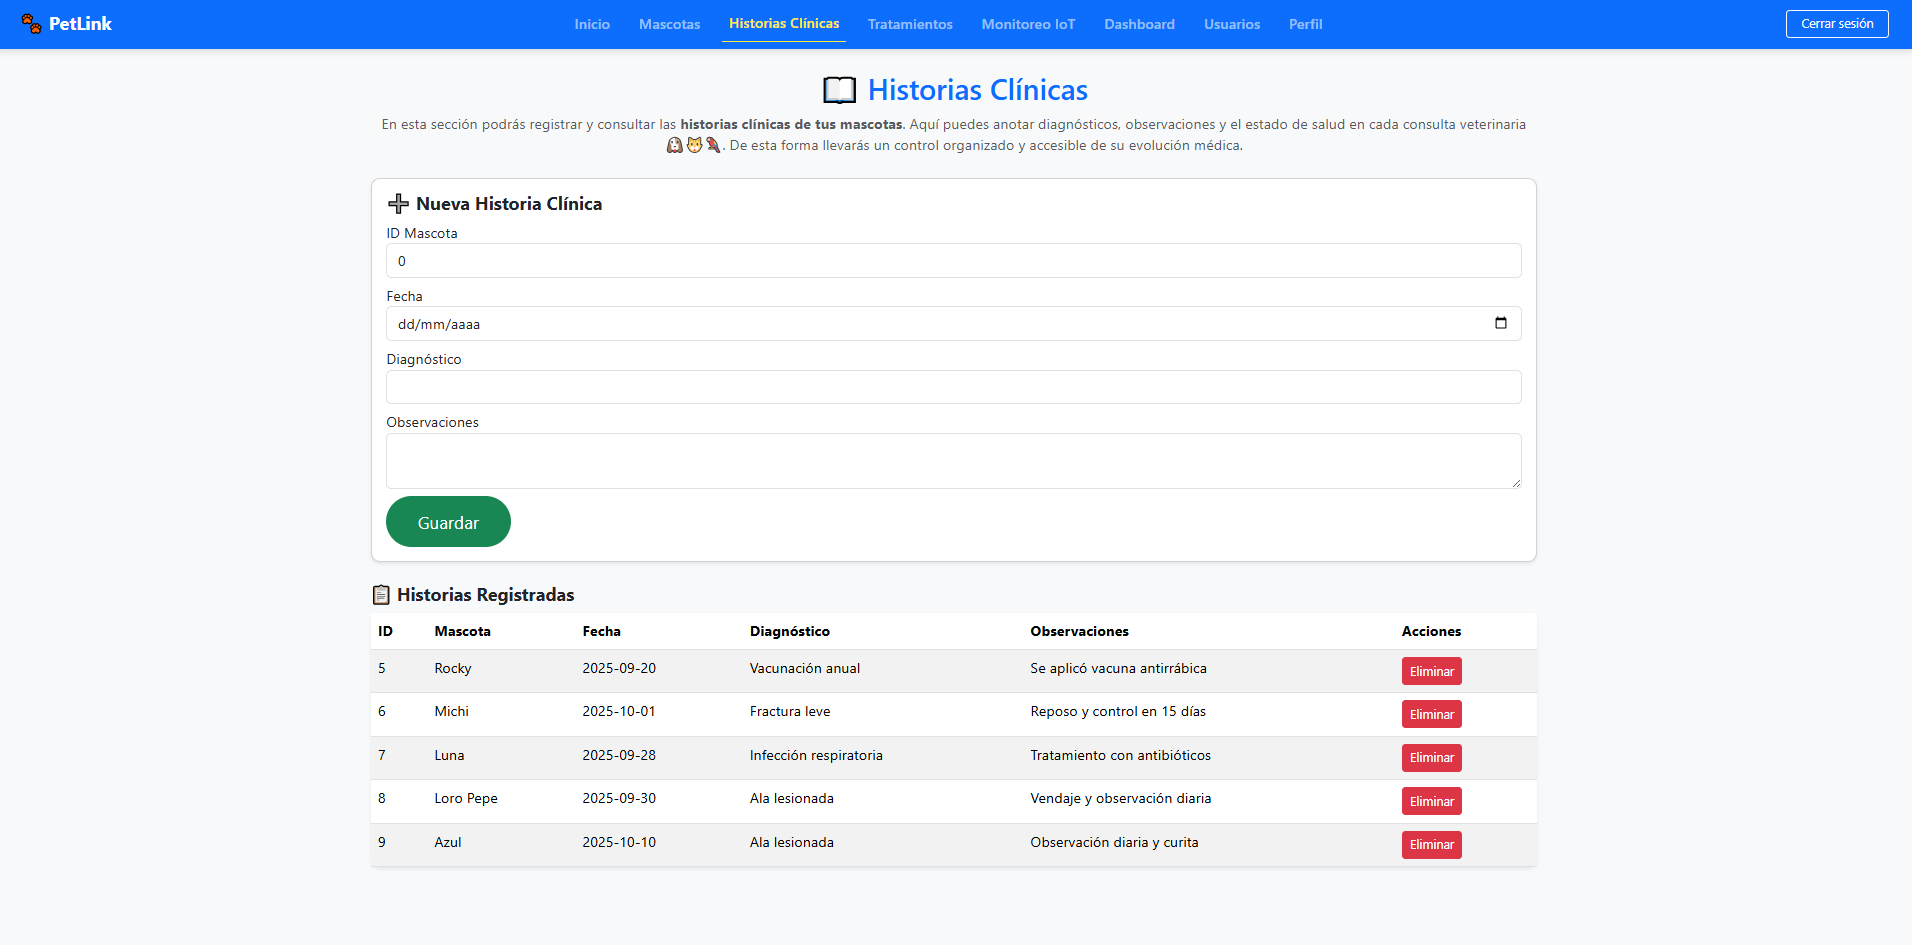 PetLink
Inicio Mascotas Historias Clínicas Tratamientos Monitoreo IoT Dashboard Usuarios Perfil
Cerrar sesión
Historias Clínicas
En esta sección podrás registrar y consultar las historias clínicas de tus mascotas. Aquí puedes anotar diagnósticos, observaciones y el estado de salud en cada consulta veterinaria
. De esta forma llevarás un control organizado y accesible de su evolución médica.
Nueva Historia Clínica
ID Mascota
0
Fecha
dd/mm/aaaa
Diagnóstico
Observaciones
Guardar
Historias Registradas
ID Mascota Fecha Diagnóstico Observaciones Acciones
5 Rocky 2025-09-20 Vacunación anual Se aplicó vacuna antirrábica Eliminar
6 Michi 2025-10-01 Fractura leve Reposo y control en 15 días Eliminar
7 Luna 2025-09-28 Infección respiratoria Tratamiento con antibióticos Eliminar
8 Loro Pepe 2025-09-30 Ala lesionada Vendaje y observación diaria Eliminar
9 Azul 2025-10-10 Ala lesionada Observación diaria y curita Eliminar